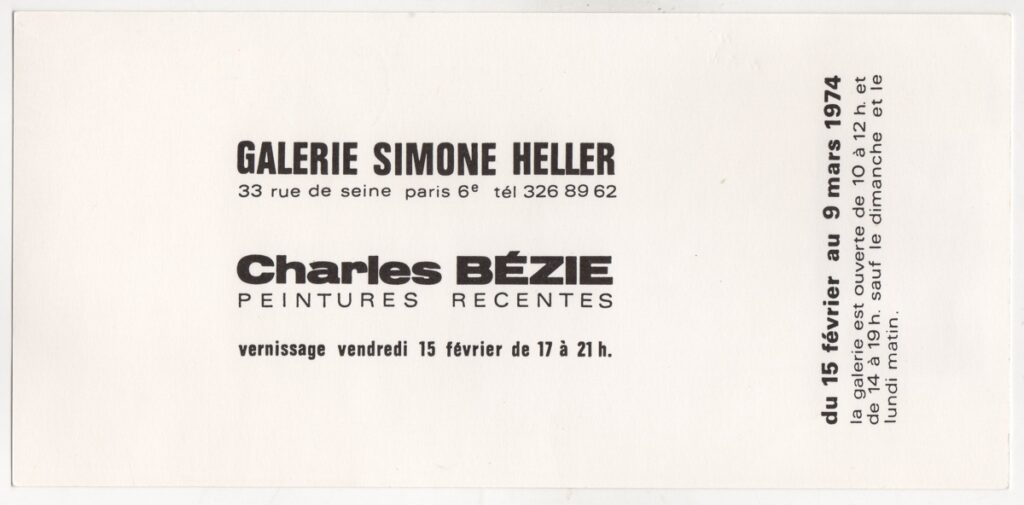 GALERIE SIMONE HELLER
33 rue de seine paris 6e tél 326 89 62
Charles BÉZIE
PEINTURES RECENTES
vernissage vendredi 15 février de 17 à 21 h.
du 15 février au 9 mars 1974
la galerie est ouverte de 10 à 12 h. et
de 14 à 19 h. sauf le dimanche et le
lundi matin.